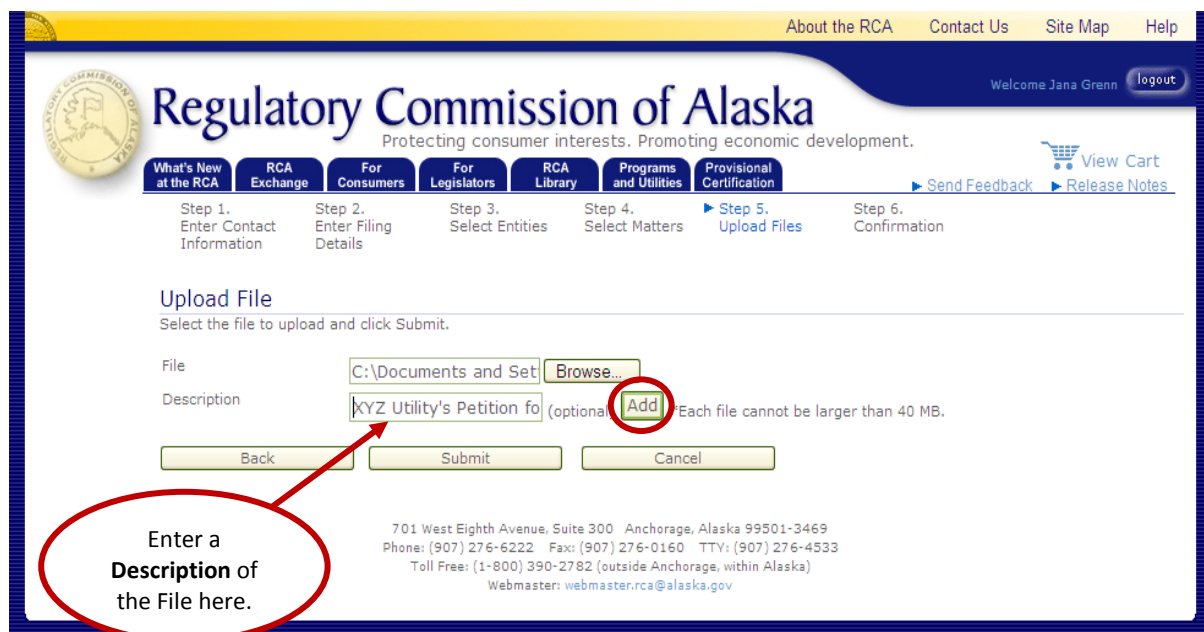 About the RCA Contact Us Site Map Help
Welcome Jana Grenn logout
Regulatory Commission of Alaska
Protecting consumer interests. Promoting economic development.
View Cart
What's New at the RCA
RCA Exchange
For Consumers
For Legislators
RCA Library
Programs and Utilities
Provisional Certification
Send Feedback Release Notes
Step 1. Step 2. Step 3. Step 4. Step 5. Step 6.
Enter Contact Enter Filing Select Entities Select Matters Upload Files Confirmation
Information Details
Upload File
Select the file to upload and click Submit.
File C:\Documents and Set Browse...
Description XYZ Utility's Petition fo (optional) Add *Each file cannot be larger than 40 MB.
Back Submit Cancel
Enter a
Description of
the File here.
701 West Eighth Avenue, Suite 300 Anchorage, Alaska 99501-3469
Phone: (907) 276-6222 Fax: (907) 276-0160 TTY: (907) 276-4533
Toll Free: (1-800) 390-2782 (outside Anchorage, within Alaska)
Webmaster: webmaster.rca@alaska.gov